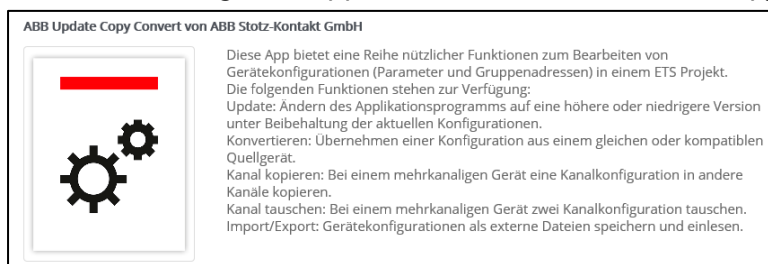 ABB Update Copy Convert von ABB Stotz-Kontakt GmbH
Diese App bietet eine Reihe nützlicher Funktionen zum Bearbeiten von
Gerätekonfigurationen (Parameter und Gruppenadressen) in einem ETS Projekt.
Die folgenden Funktionen stehen zur Verfügung:
Update: Ändern des Applikationsprogramms auf eine höhere oder niedrigere Version
unter Beibehaltung der aktuellen Konfigurationen.
Konvertieren: Übernehmen einer Konfiguration aus einem gleichen oder kompatiblen
Quellgerät.
Kanal kopieren: Bei einem mehrkanaligen Gerät eine Kanalkonfiguration in andere
Kanäle kopieren.
Kanal tauschen: Bei einem mehrkanaligen Gerät zwei Kanalkonfiguration tauschen.
Import/Export: Gerätekonfigurationen als externe Dateien speichern und einlesen.